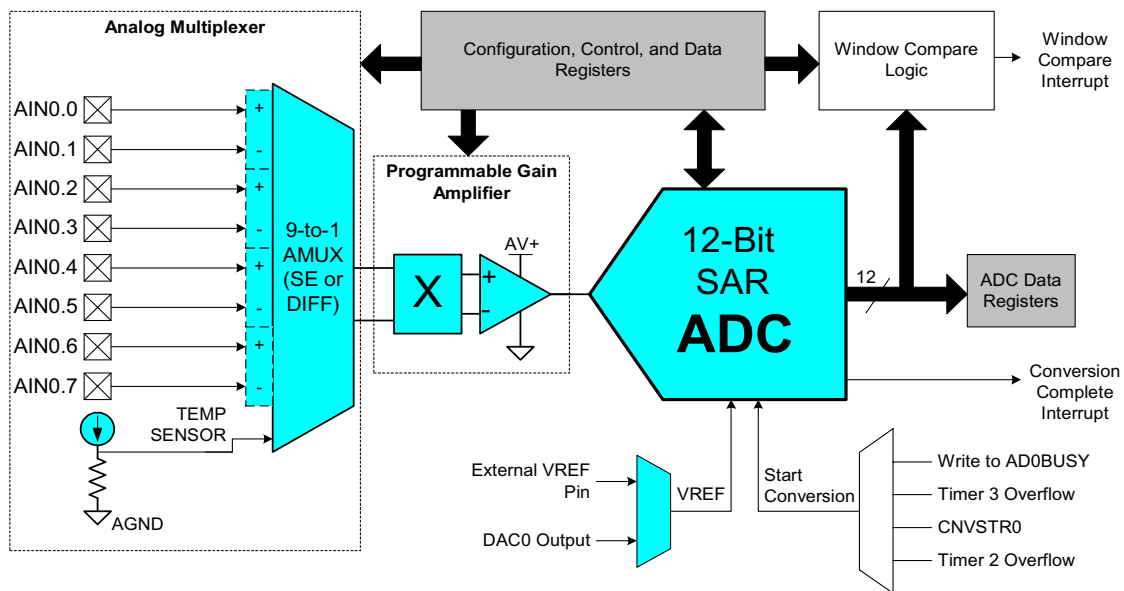 Analog Multiplexer
AIN0.0
AIN0.1
AIN0.2
AIN0.3
AIN0.4
AIN0.5
AIN0.6
AIN0.7
+
-
+
-
+
-
+
-
9-to-1
AMUX
(SE or
DIFF)
TEMP
SENSOR
AGND
Configuration, Control, and Data
Registers
Window Compare
Logic
Window
Compare
Interrupt
Programmable Gain
Amplifier
X
+
-
AV+
12-Bit
SAR
ADC
12
ADC Data
Registers
Conversion
Complete
Interrupt
External VREF
Pin
DAC0 Output
VREF
Start
Conversion
Write to AD0BUSY
Timer 3 Overflow
CNVSTR0
Timer 2 Overflow